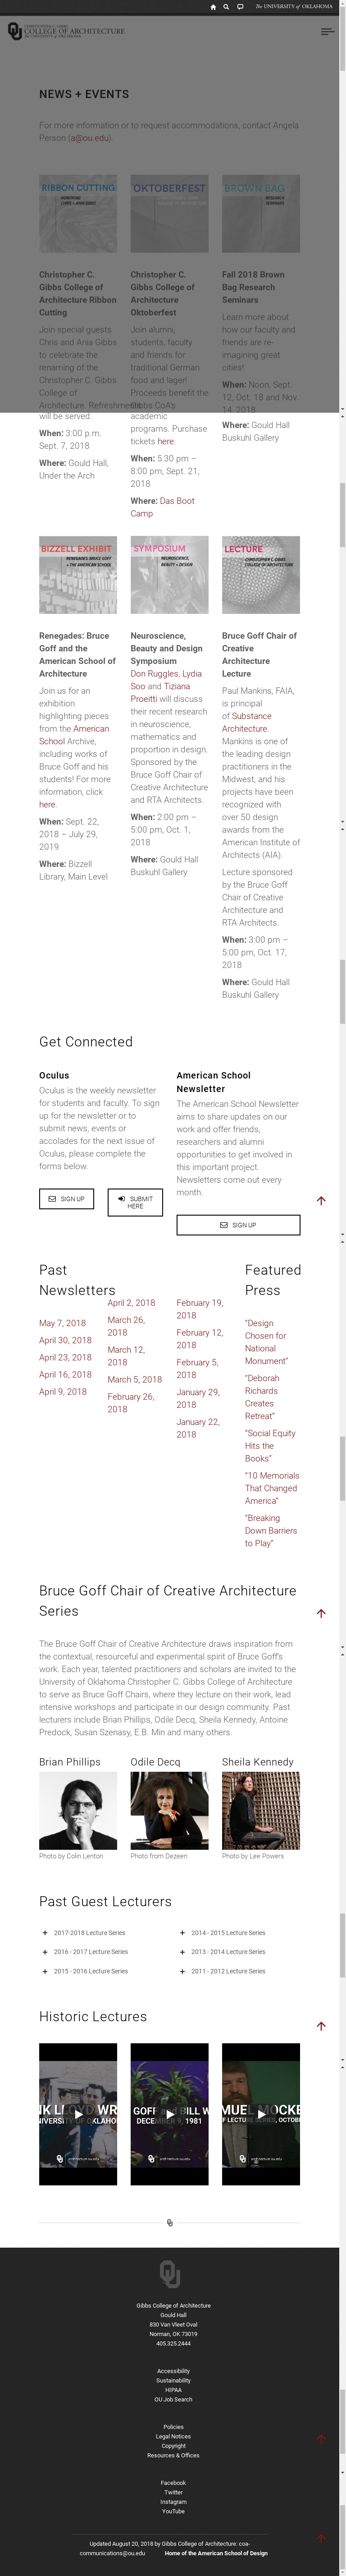 The UNIVERSITY of OKLAHOMA
CHRISTOPHER C. GIBBS
COLLEGE OF ARCHITECTURE
NEWS + EVENTS
For more information or to request accommodations, contact Angela
Person (a@ou.edu).
RIBBON CUTTING
OKTOBERFEST
BROWN BAG
RESEARCH
SEMINARS
Christopher C.
Gibbs College of
Architecture Ribbon
Cutting
Join special guests
Chris and Ania Gibbs
to celebrate the
renaming of the
Christopher C. Gibbs
College of
Architecture. Refreshments
will be served.
When: 3:00 p.m.
Sept. 7, 2018
Where: Gould Hall,
Under the Arch
Christopher C.
Gibbs College of
Architecture
Oktoberfest
Join alumni,
students, faculty
and friends for
traditional German
food and lager!
Proceeds benefit the
Gibbs CoA's
academic
programs. Purchase
tickets here.
When: 5:30 pm –
8:00 pm, Sept. 21,
2018
Where: Das Boot
Camp
Fall 2018 Brown
Bag Research
Seminars
Learn more about
how our faculty and
friends are re-
imagining great
cities!
When: Noon, Sept.
12, Oct. 18 and Nov.
14, 2018
Where: Gould Hall
Buskuhl Gallery
BIZZELL EXHIBIT
RENEGADES: BRUCE GOFF
+ THE AMERICAN SCHOOL
SYMPOSIUM
NEUROSCIENCE,
BEAUTY + DESIGN
LECTURE
CHRISTOPHER C. GIBBS
COLLEGE OF ARCHITECTURE
Renegades: Bruce
Goff and the
American School of
Architecture
Join us for an
exhibition
highlighting pieces
from the American
School Archive,
including works of
Bruce Goff and his
students! For more
information, click
here.
When: Sept. 22,
2018 – July 29,
2019
Where: Bizzell
Library, Main Level
Neuroscience,
Beauty and Design
Symposium
Don Ruggles, Lydia
Soo and Tiziana
Proeitti will discuss
their recent research
in neuroscience,
mathematics, and
proportion in design.
Sponsored by the
Bruce Goff Chair of
Creative Architecture
and RTA Architects.
When: 2:00 pm –
5:00 pm, Oct. 1,
2018
Where: Gould Hall
Buskuhl Gallery
Bruce Goff Chair of
Creative
Architecture
Lecture
Paul Mankins, FAIA,
is principal
of Substance
Architecture.
Mankins is one of
the leading design
practitioners in the
Midwest, and his
projects have been
recognized with
over 50 design
awards from the
American Institute of
Architects (AIA).
Lecture sponsored
by the Bruce Goff
Chair of Creative
Architecture and
RTA Architects.
When: 3:00 pm –
5:00 pm, Oct. 17,
2018
Where: Gould Hall
Buskuhl Gallery
Get Connected
Oculus
Oculus is the weekly newsletter
for students and faculty. To sign
up for the newsletter or to
submit news, events or
accolades for the next issue of
Oculus, please complete the
forms below.
SIGN UP
SUBMIT
HERE
American School
Newsletter
The American School Newsletter
aims to share updates on our
work and offer friends,
researchers and alumni
opportunities to get involved in
this important project.
Newsletters come out every
month.
SIGN UP
Past
Newsletters
May 7, 2018
April 30, 2018
April 23, 2018
April 16, 2018
April 9, 2018
April 2, 2018
March 26,
2018
March 12,
2018
March 5, 2018
February 26,
2018
February 19,
2018
February 12,
2018
February 5,
2018
January 29,
2018
January 22,
2018
Featured
Press
"Design
Chosen for
National
Monument"
"Deborah
Richards
Creates
Retreat"
"Social Equity
Hits the
Books"
"10 Memorials
That Changed
America"
"Breaking
Down Barriers
to Play"
Bruce Goff Chair of Creative Architecture
Series
The Bruce Goff Chair of Creative Architecture draws inspiration from
the contextual, resourceful and experimental spirit of Bruce Goff's
work. Each year, talented practitioners and scholars are invited to the
University of Oklahoma Christopher C. Gibbs College of Architecture
to serve as Bruce Goff Chairs, where they lecture on their work, lead
intensive workshops and participate in our design community. Past
lecturers include Brian Phillips, Odile Decq, Sheila Kennedy, Antoine
Predock, Susan Szenasy, E.B. Min and many others.
Brian Phillips
Photo by Colin Lenton
Odile Decq
Photo from Dezeen
Sheila Kennedy
Photo by Lee Powers
Past Guest Lecturers
2017-2018 Lecture Series
2016 - 2017 Lecture Series
2015 - 2016 Lecture Series
2014 - 2015 Lecture Series
2013 - 2014 Lecture Series
2011 - 2012 Lecture Series
Historic Lectures
NK LLOYD WR
NIVERSITY OF OKLAHO
GOFF and BILL W
DECEMBER 9, 1981
MUEL MOCKE
F LECTURE SERIES, OCTOBER
Gibbs College of Architecture
Gould Hall
830 Van Vleet Oval
Norman, OK 73019
405.325.2444
Accessibility
Sustainability
HIPAA
OU Job Search
Policies
Legal Notices
Copyright
Resources & Offices
Facebook
Twitter
Instagram
YouTube
Updated August 20, 2018 by Gibbs College of Architecture: coa-
communications@ou.edu Home of the American School of Design